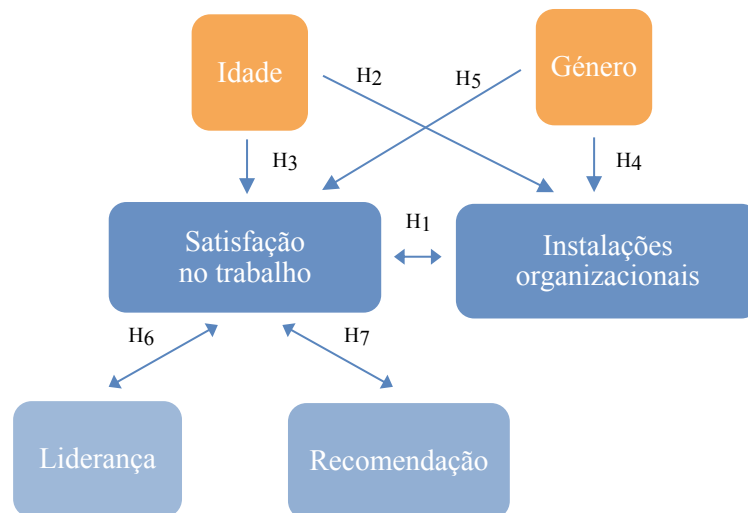 Idade
Género
H2
H5
H3
H4
Satisfação
no trabalho
H1
Instalações
organizacionais
H6
H7
Liderança
Recomendação